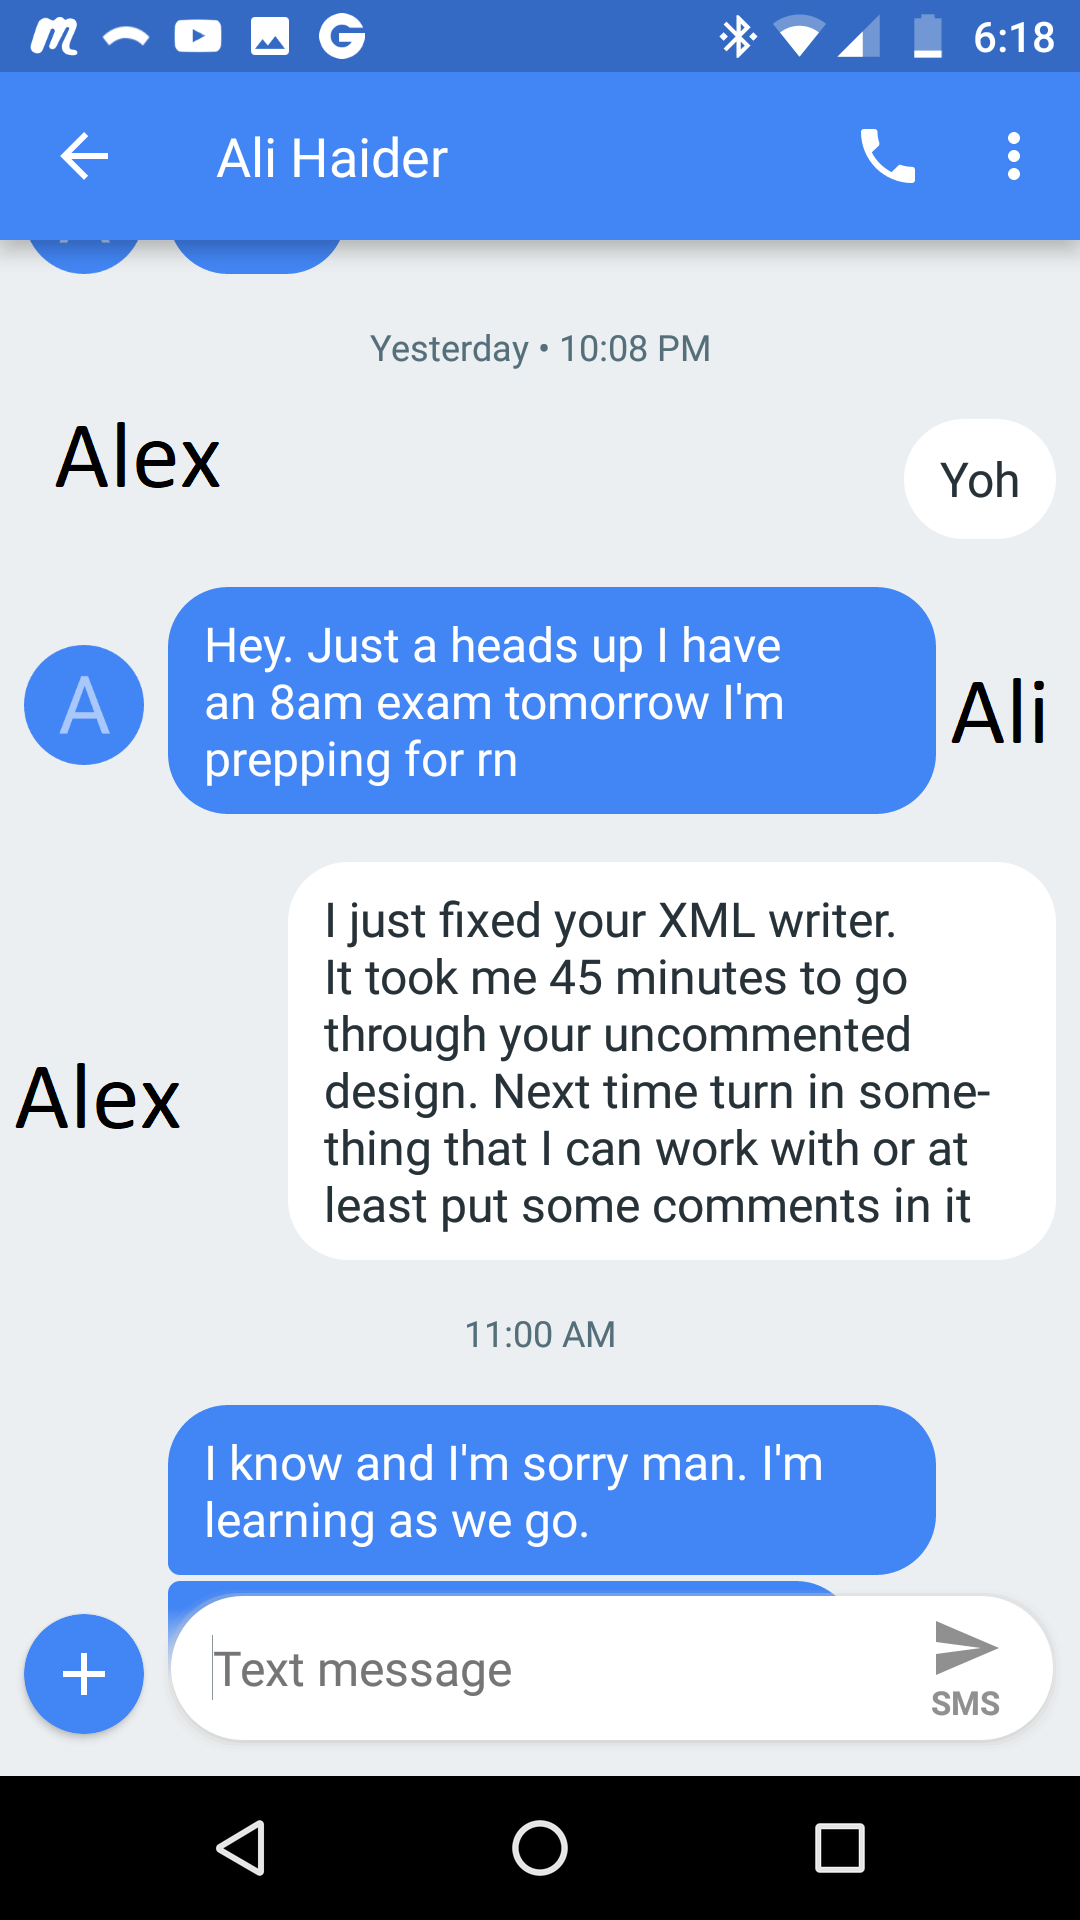 6:18
Ali Haider
Yesterday • 10:08 PM
Alex
Yoh
Hey. Just a heads up I have
an 8am exam tomorrow I'm
prepping for rn
A
Ali
I just fixed your XML writer.
It took me 45 minutes to go
through your uncommented
design. Next time turn in some-
thing that I can work with or at
least put some comments in it
Alex
11:00 AM
I know and I'm sorry man. I'm
learning as we go.
Text message
SMS